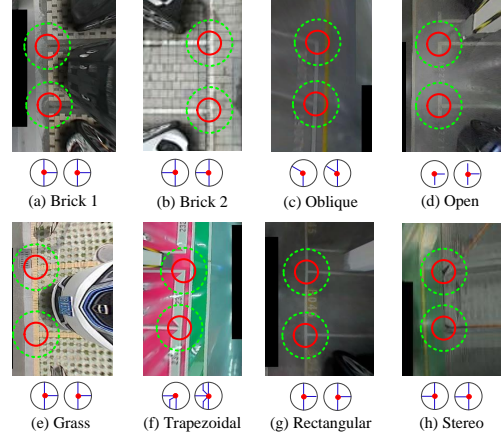 (a) Brick 1
(b) Brick 2
(c) Oblique
(d) Open
(e) Grass
(f) Trapezoidal
(g) Rectangular
(h) Stereo